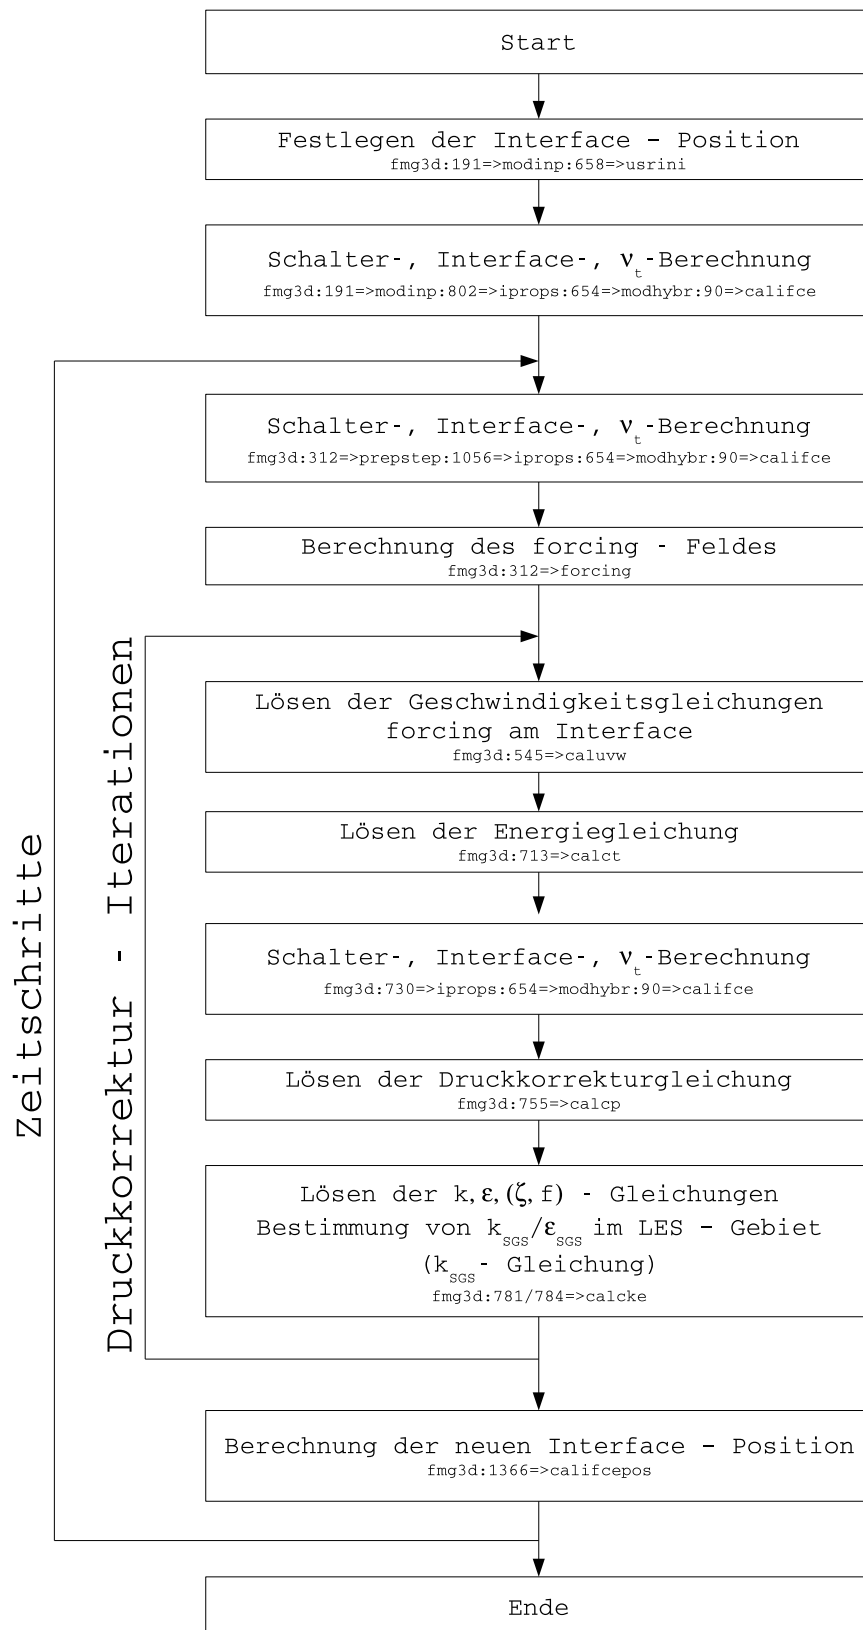 Start
Festlegen der Interface - Position
fmg3d:191=>modinp:658=>usrini
Schalter-, Interface-, νt-Berechnung
fmg3d:191=>modinp:802=>iprops:654=>modhybr:90=>califce
Schalter-, Interface-, νt-Berechnung
fmg3d:312=>prepstep:1056=>iprops:654=>modhybr:90=>califce
Berechnung des forcing - Feldes
fmg3d:312=>forcing
Lösen der Geschwindigkeitsgleichungen
forcing am Interface
fmg3d:545=>caluvw
Lösen der Energiegleichung
fmg3d:713=>calct
Schalter-, Interface-, νt-Berechnung
fmg3d:730=>iprops:654=>modhybr:90=>califce
Lösen der Druckkorrekturgleichung
fmg3d:755=>calcp
Lösen der k, ε, (ζ, f) - Gleichungen
Bestimmung von kSGS/εSGS im LES - Gebiet
(kSGS- Gleichung)
fmg3d:781/784=>calcke
Berechnung der neuen Interface - Position
fmg3d:1366=>califcepos
Ende
Druckkorrektur - Iterationen
Zeitschritte